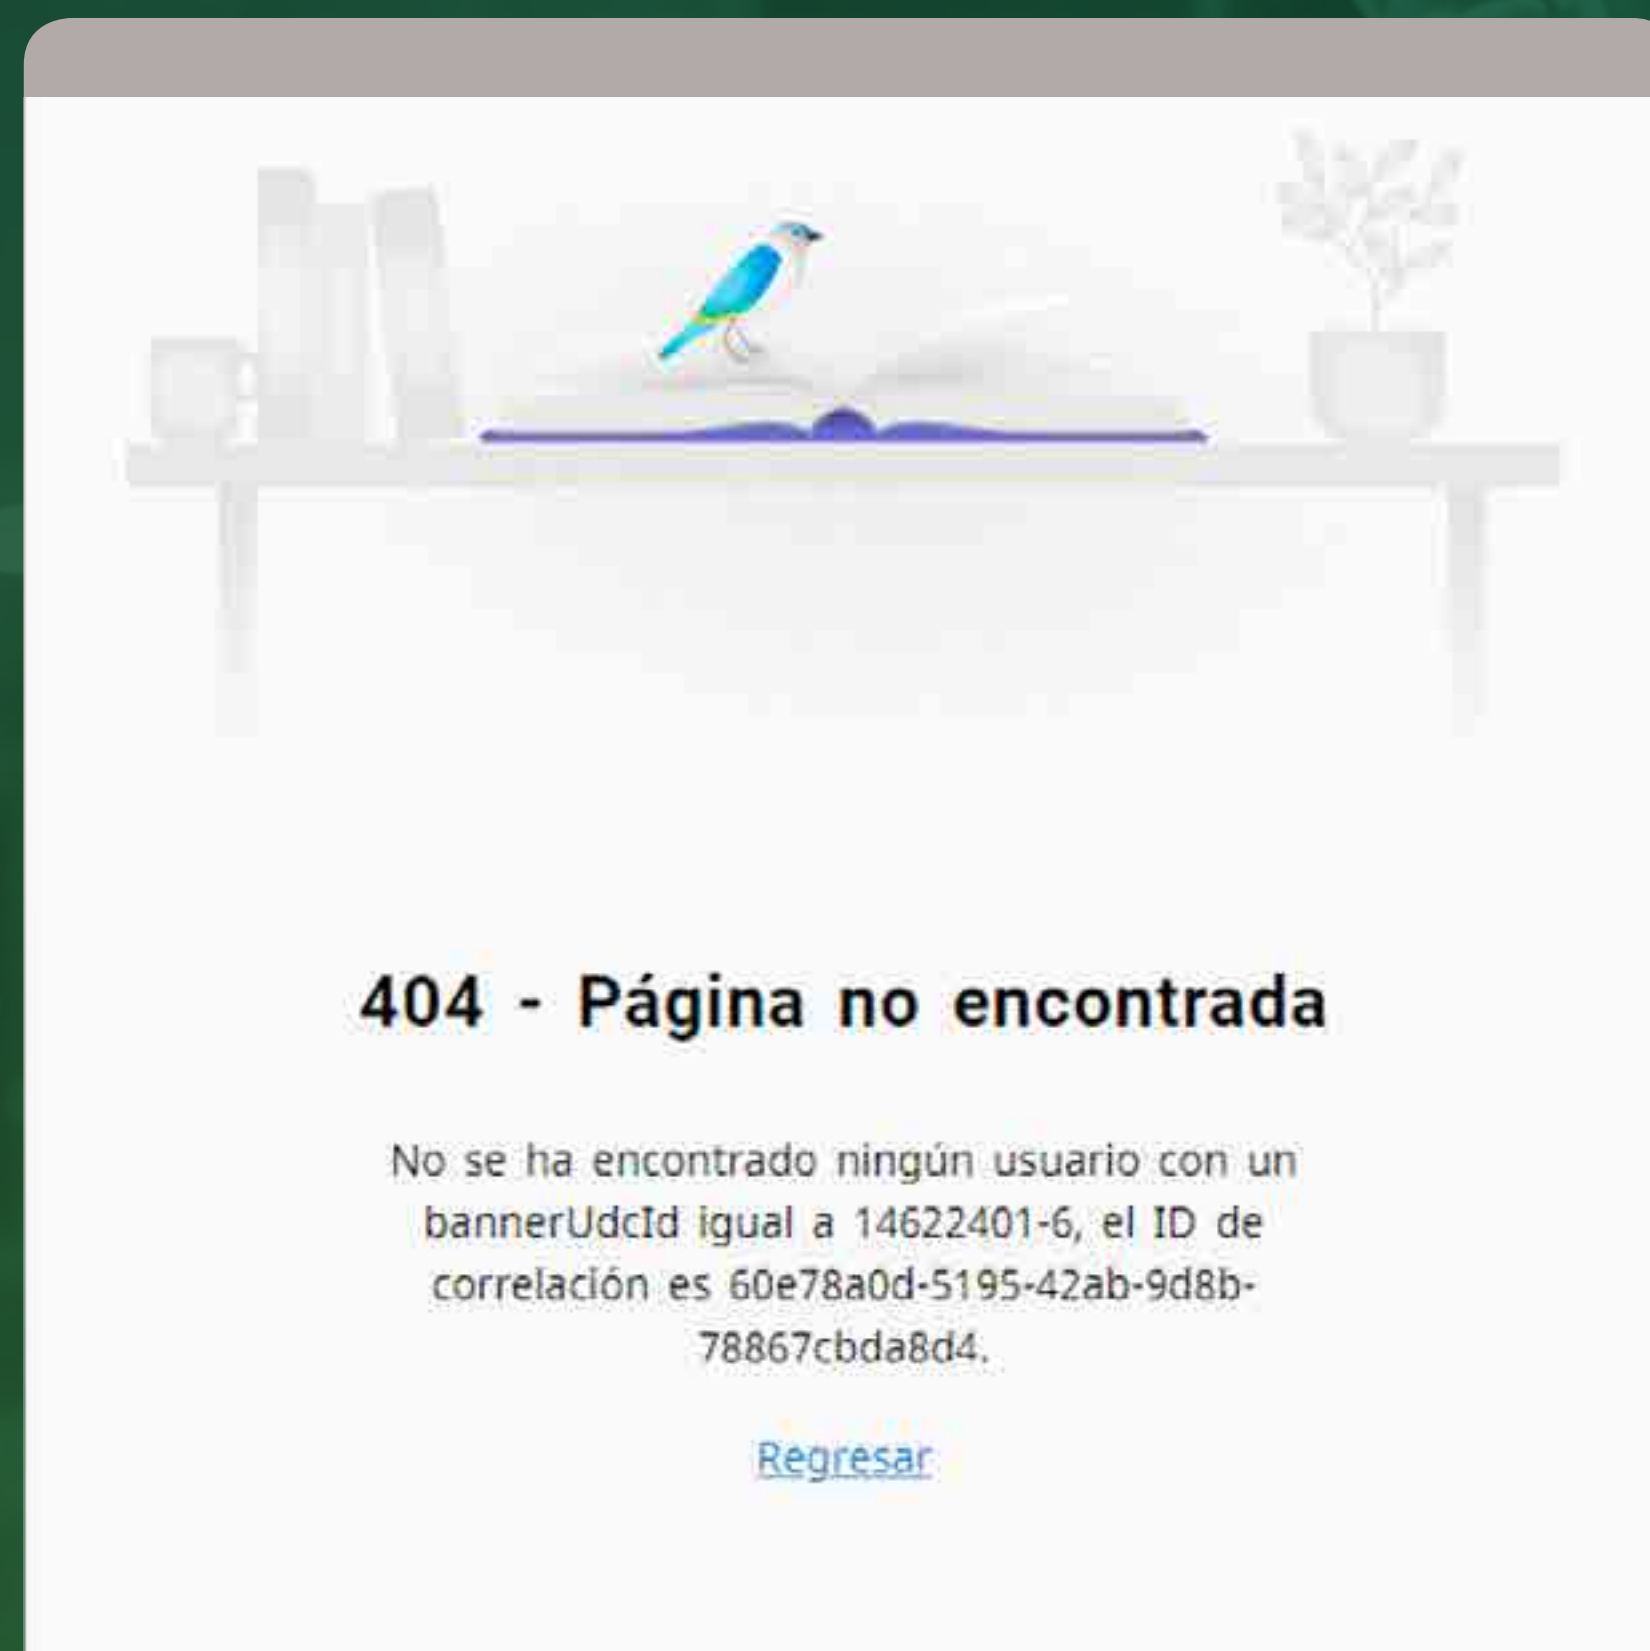 404 - Página no encontrada
No se ha encontrado ningún usuario con un
bannerUdcId igual a 14622401-6, el ID de
correlación es 60e78a0d-5195-42ab-9d8b-
78867cbda8d4.
Regresar